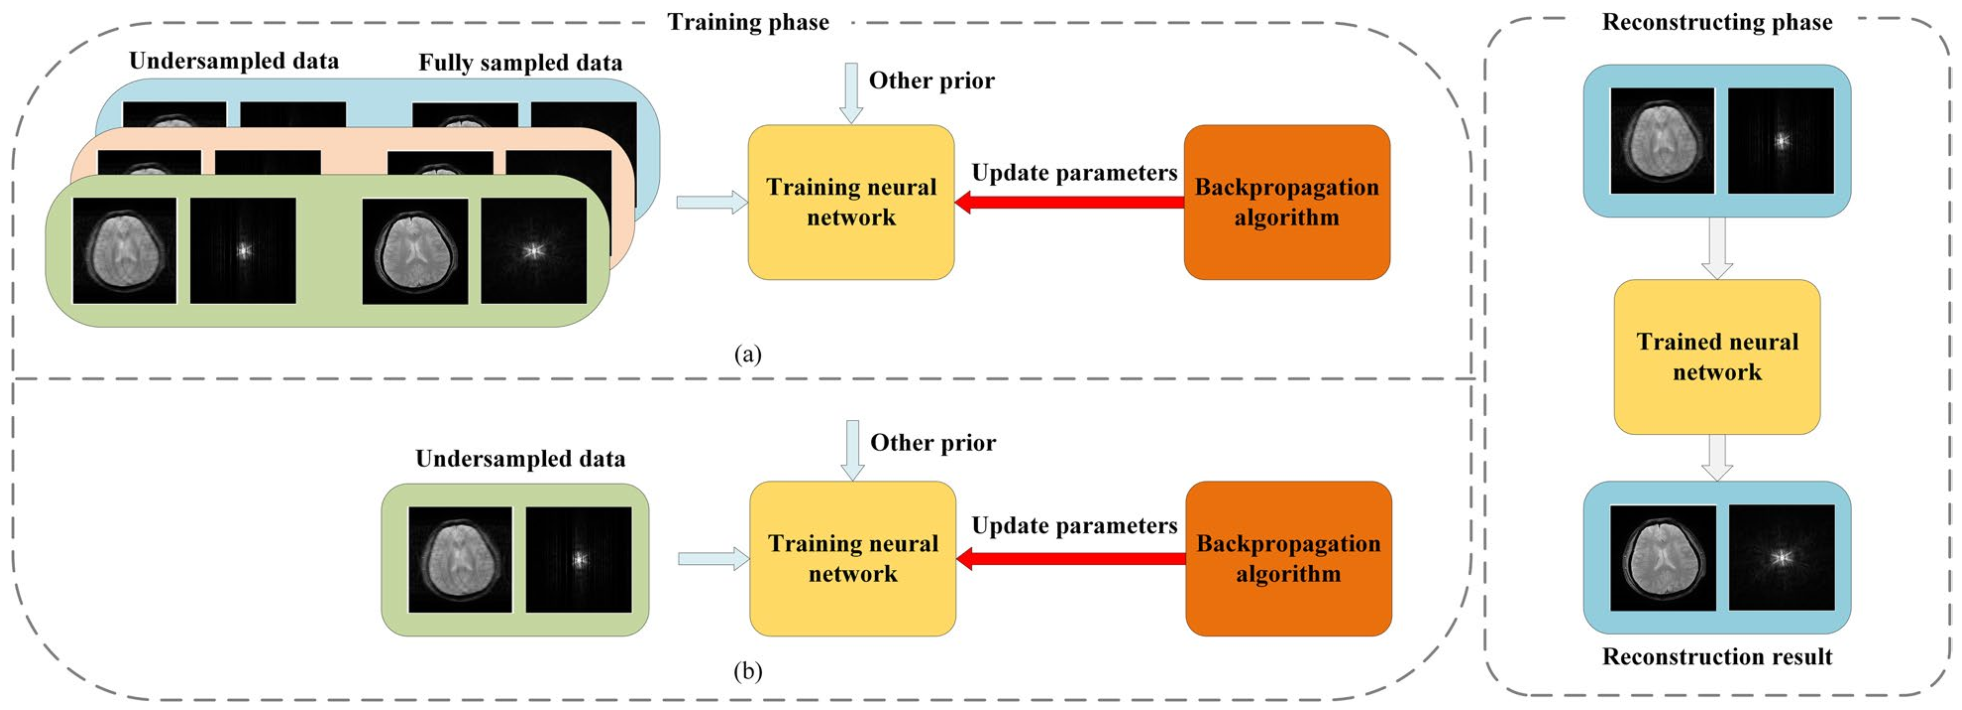 Training phase
Undersampled data
Fully sampled data
Other prior
Training neural
network
Update parameters
Backpropagation
algorithm
(a)
Undersampled data
Other prior
Training neural
network
Update parameters
Backpropagation
algorithm
(b)
Reconstructing phase
Trained neural
network
Reconstruction result